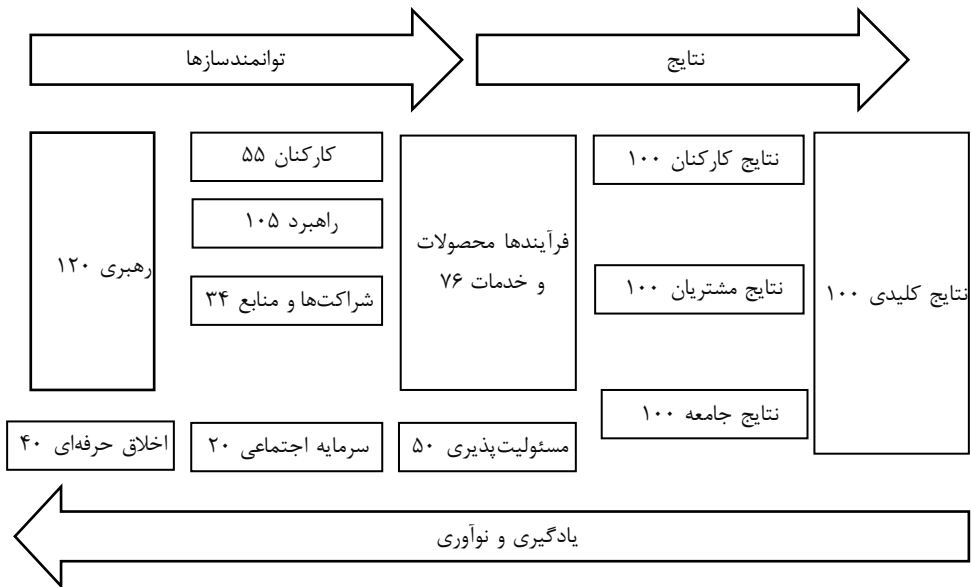 توانمندسازها
نتایج
رهبری ۱۲۰
کارکنان ۵۵
راهبرد ۱۰۵
شراکت‌ها و منابع ۳۴
فرآیندها محصولات
و خدمات ۷۶
نتایج کارکنان ۱۰۰
نتایج مشتریان ۱۰۰
نتایج جامعه ۱۰۰
نتایج کلیدی ۱۰۰
اخلاق حرفه‌ای ۴۰
سرمایه اجتماعی ۲۰
مسئولیت‌پذیری ۵۰
یادگیری و نوآوری